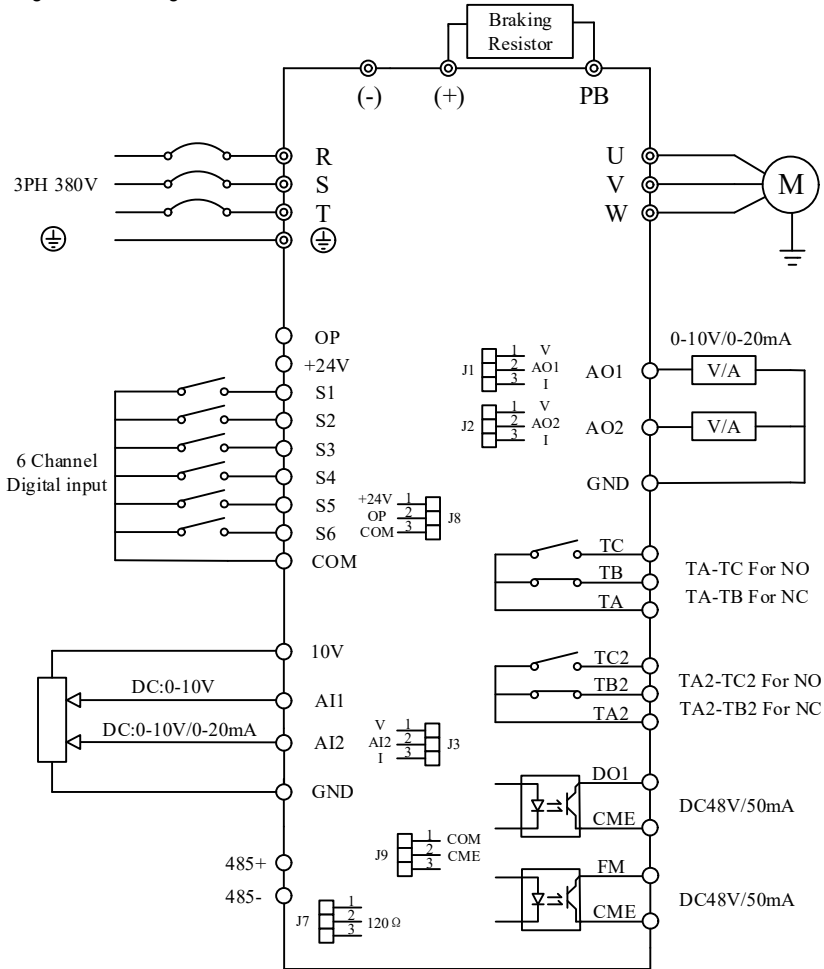 Braking
Resistor
(-) (+) PB
R U
3PH 380V S V M
T W
OP
+24V
S1
S2
S3
S4
S5
S6
COM
6 Channel
Digital input
J1 1 V
2 AO1
3 I
J2 1 V
2 AO2
3 I
0-10V/0-20mA
AO1 V/A
AO2 V/A
GND
+24V 1
OP 2 J8
COM 3
TC
TB
TA
TA-TC For NO
TA-TB For NC
10V
DC:0-10V AI1
DC:0-10V/0-20mA AI2
GND
V 1
AI2 2 J3
I 3
TC2
TB2
TA2
TA2-TC2 For NO
TA2-TB2 For NC
DO1
CME
DC48V/50mA
J9 1 COM
2 CME
3
FM
CME
DC48V/50mA
485+
485-
J7 1
2 120Ω
3